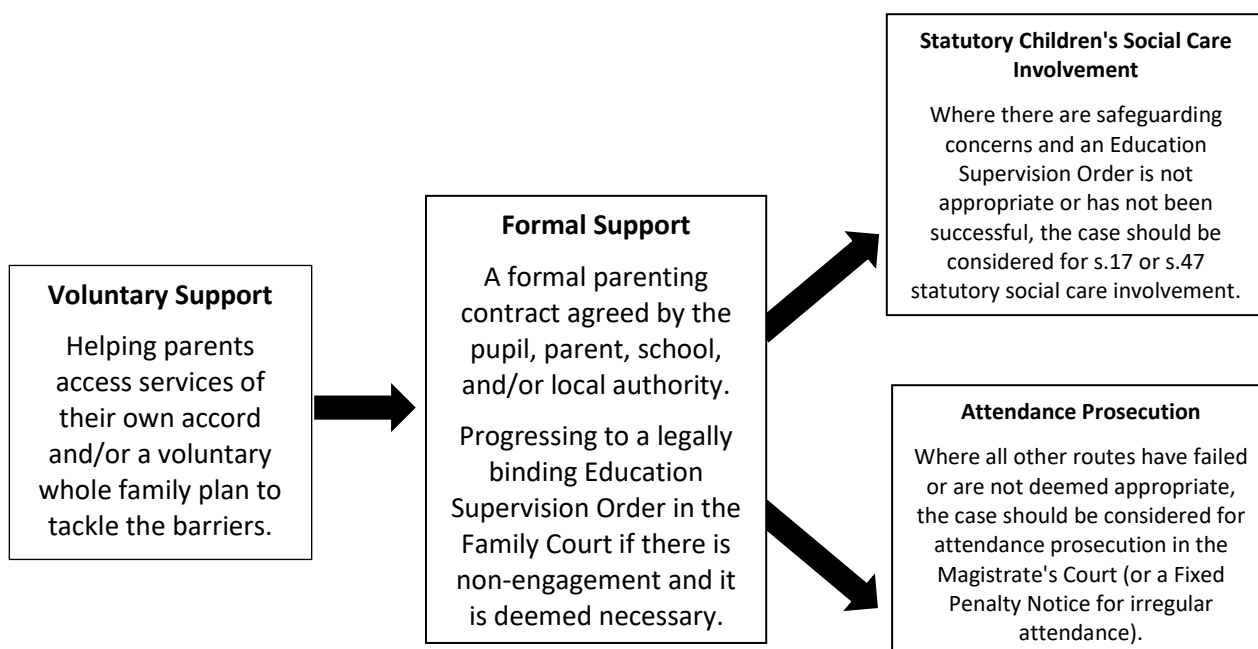 Voluntary Support
Helping parents
access services of
their own accord
and/or a voluntary
whole family plan to
tackle the barriers.
Formal Support
A formal parenting
contract agreed by the
pupil, parent, school,
and/or local authority.
Progressing to a legally
binding Education
Supervision Order in the
Family Court if there is
non-engagement and it
is deemed necessary.
Statutory Children's Social Care
Involvement
Where there are safeguarding
concerns and an Education
Supervision Order is not
appropriate or has not been
successful, the case should be
considered for s.17 or s.47
statutory social care involvement.
Attendance Prosecution
Where all other routes have failed
or are not deemed appropriate,
the case should be considered for
attendance prosecution in the
Magistrate's Court (or a Fixed
Penalty Notice for irregular
attendance).